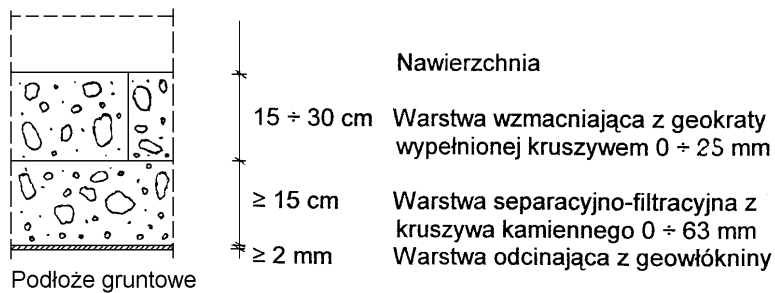 Nawierzchnia
15 ÷ 30 cm Warstwa wzmacniająca z geokraty
wypełnionej kruszywem 0 ÷ 25 mm
≥ 15 cm Warstwa separacyjno-filtracyjna z
kruszywa kamiennego 0 ÷ 63 mm
≥ 2 mm Warstwa odcinająca z geowłókniny
Podłoże gruntowe